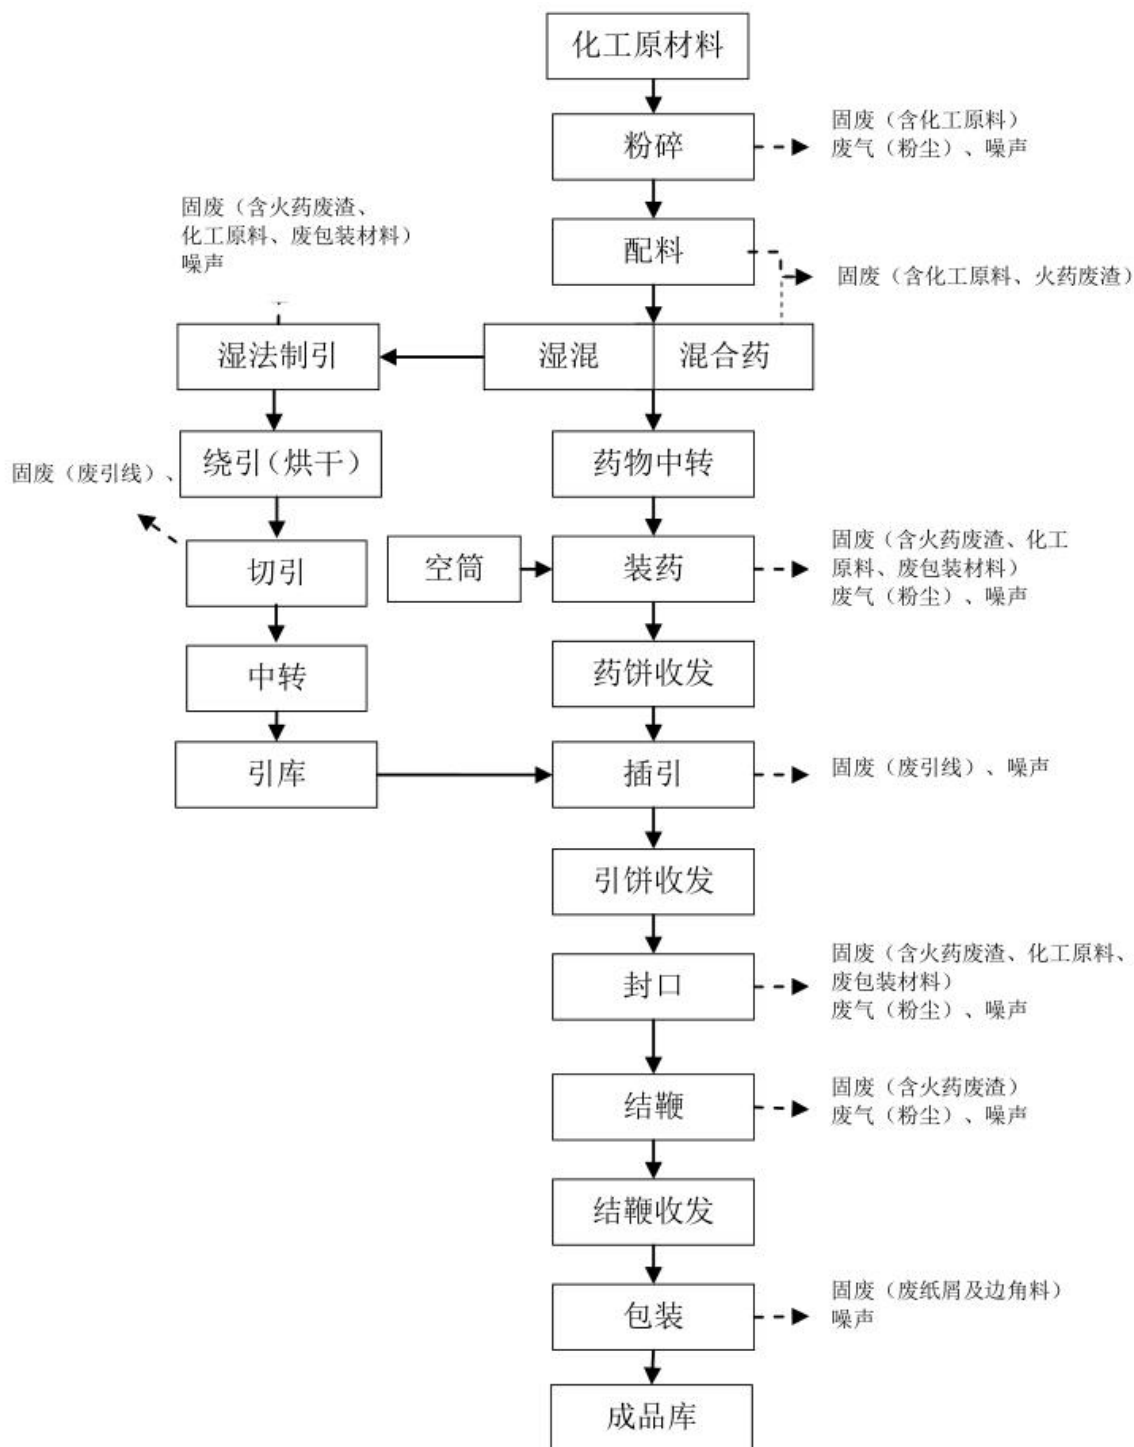 化工原材料
粉碎
固废（含化工原料）
废气（粉尘）、噪声
固废（含火药废渣、
化工原料、废包装材料）
噪声
配料
固废（含化工原料、火药废渣）
湿法制引
湿混
混合药
固废（废引线）、
绕引（烘干）
药物中转
切引
空筒
装药
固废（含火药废渣、化工
原料、废包装材料）
废气（粉尘）、噪声
中转
药饼收发
引库
插引
固废（废引线）、噪声
引饼收发
封口
固废（含火药废渣、化工原料、
废包装材料）
废气（粉尘）、噪声
结鞭
固废（含火药废渣）
废气（粉尘）、噪声
结鞭收发
包装
固废（废纸屑及边角料）
噪声
成品库